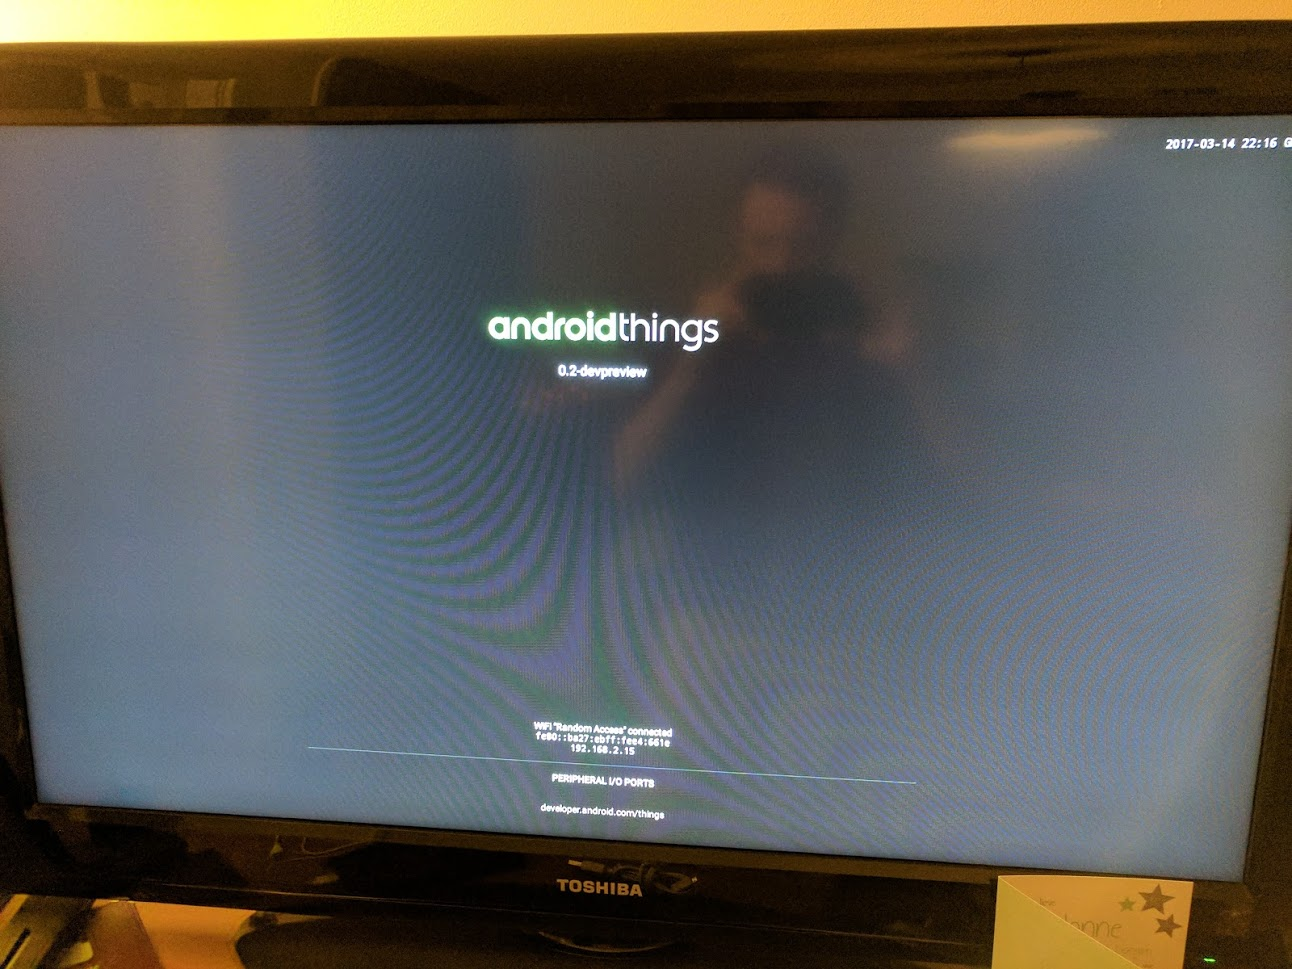 2017-03-14 22:16
androidthings
0.2-devpreview
WiFi "Random Access" connected
fe80::ba27:ebff:fee4:661e
192.168.2.15
PERIPHERAL I/O PORTS
developer.android.com/things
TOSHIBA